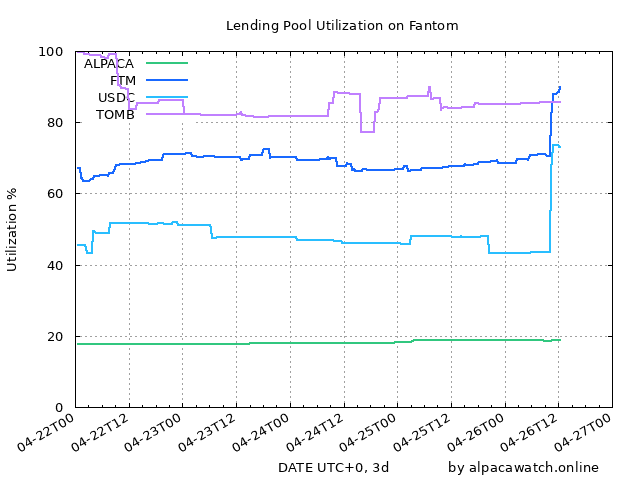 Lending Pool Utilization on Fantom
100
80
60
40
20
0
Utilization %
ALPACA
FTM
USDC
TOMB
04-22T00
04-22T12
04-23T00
04-23T12
04-24T00
04-24T12
04-25T00
04-25T12
04-26T00
04-26T12
04-27T00
DATE UTC+0, 3d
by alpacawatch.online